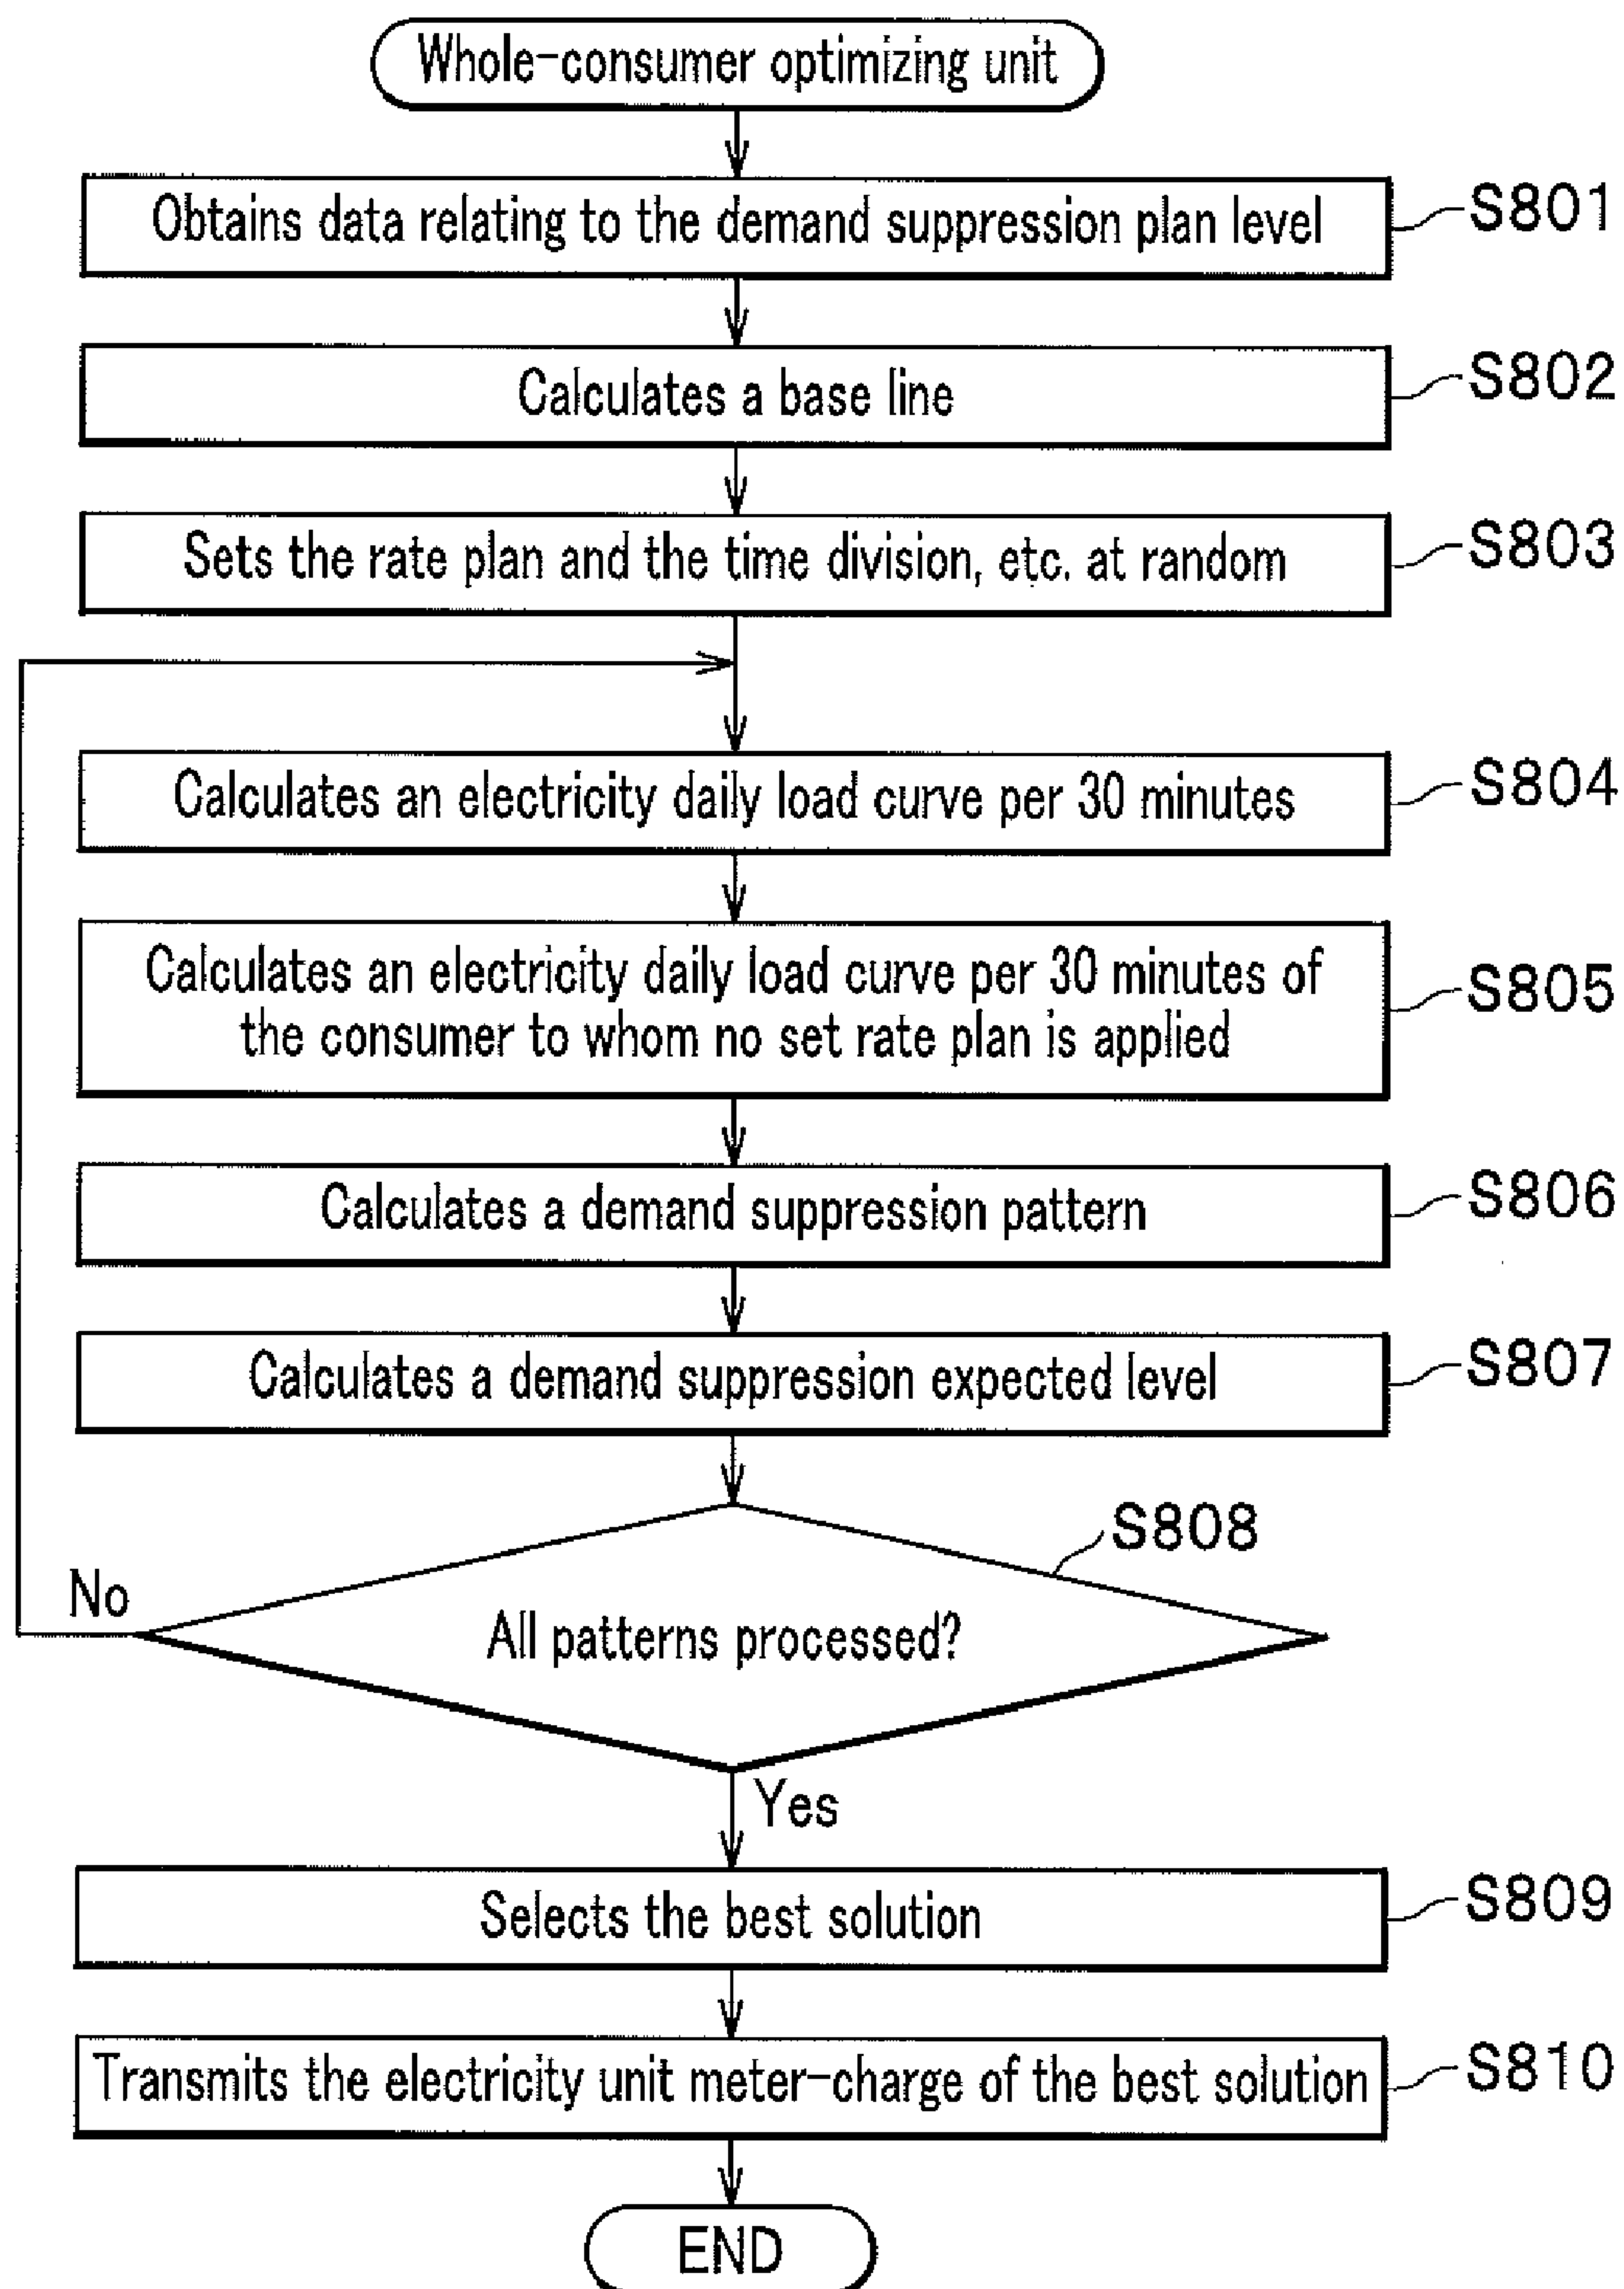 Whole-consumer optimizing unit
Obtains data relating to the demand suppression plan level
S801
Calculates a base line
S802
Sets the rate plan and the time division, etc. at random
S803
Calculates an electricity daily load curve per 30 minutes
S804
Calculates an electricity daily load curve per 30 minutes of
the consumer to whom no set rate plan is applied
S805
Calculates a demand suppression pattern
S806
Calculates a demand suppression expected level
S807
S808
No
All patterns processed?
Yes
Selects the best solution
S809
Transmits the electricity unit meter-charge of the best solution
S810
END